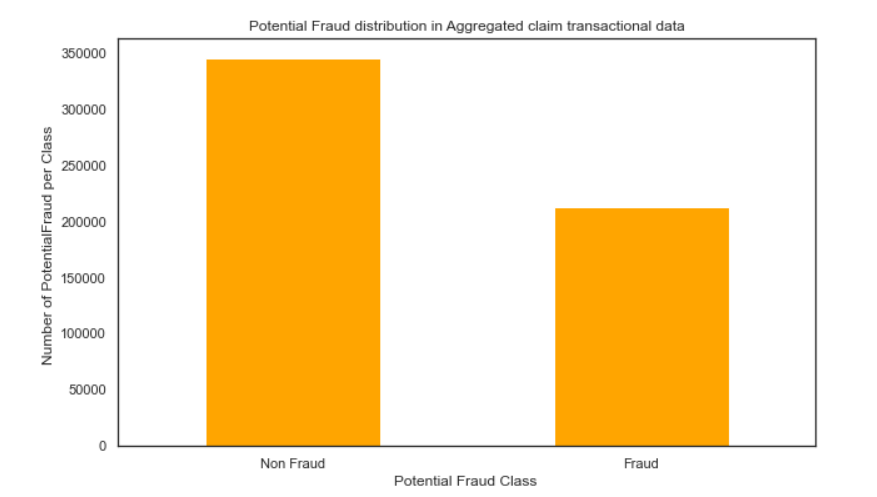 Potential Fraud distribution in Aggregated claim transactional data
Number of PotentialFraud per Class
350000
300000
250000
200000
150000
100000
50000
0
Non Fraud
Fraud
Potential Fraud Class